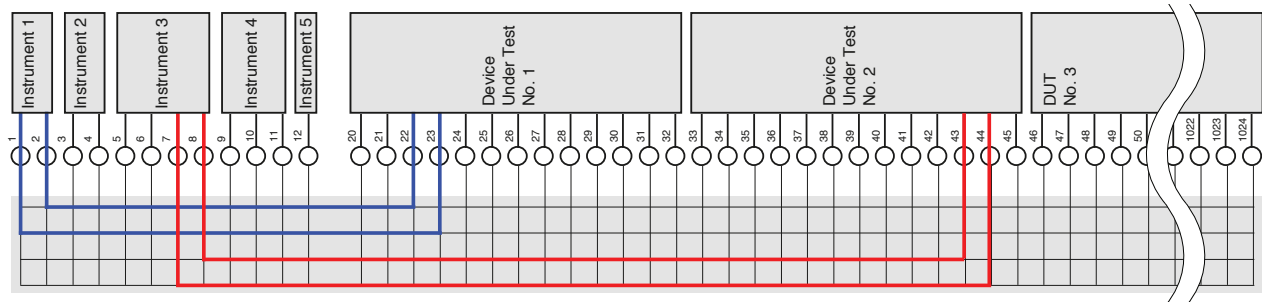 Instrument 1
Instrument 2
Instrument 3
Instrument 4
Instrument 5
Device
Under Test
No. 1
Device
Under Test
No. 2
DUT
No. 3
1 2 3 4 5 6 7 8 9 10 11 12 20 21 22 23 24 25 26 27 28 29 30 31 32 33 34 35 36 37 38 39 40 41 42 43 44 45 46 47 48 49 50 1022 1023 1024